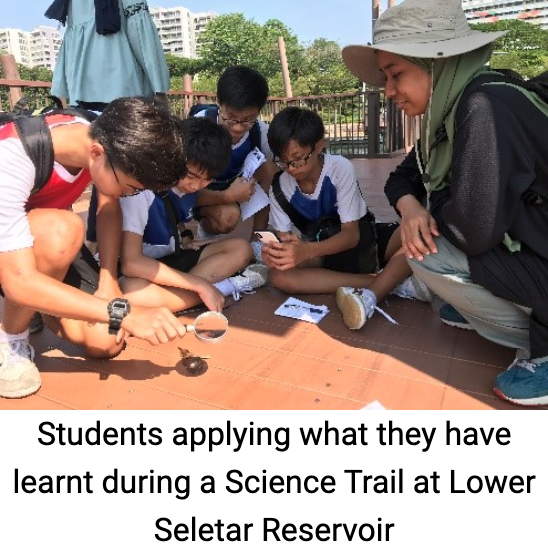 Students applying what they have
learnt during a Science Trail at Lower
Seletar Reservoir